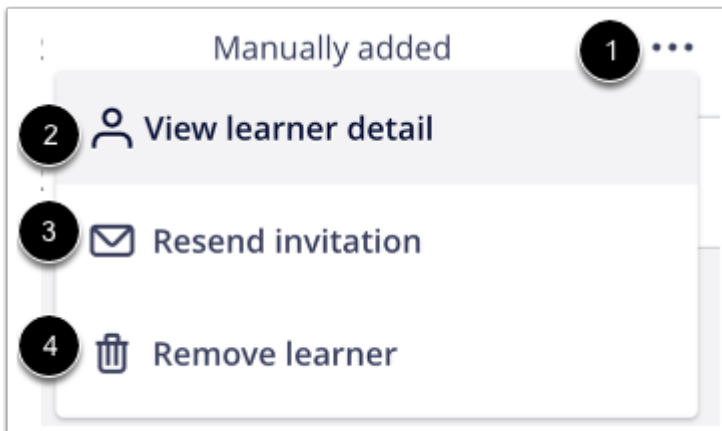 Manually added 1
2 View learner detail
3 Resend invitation
4 Remove learner